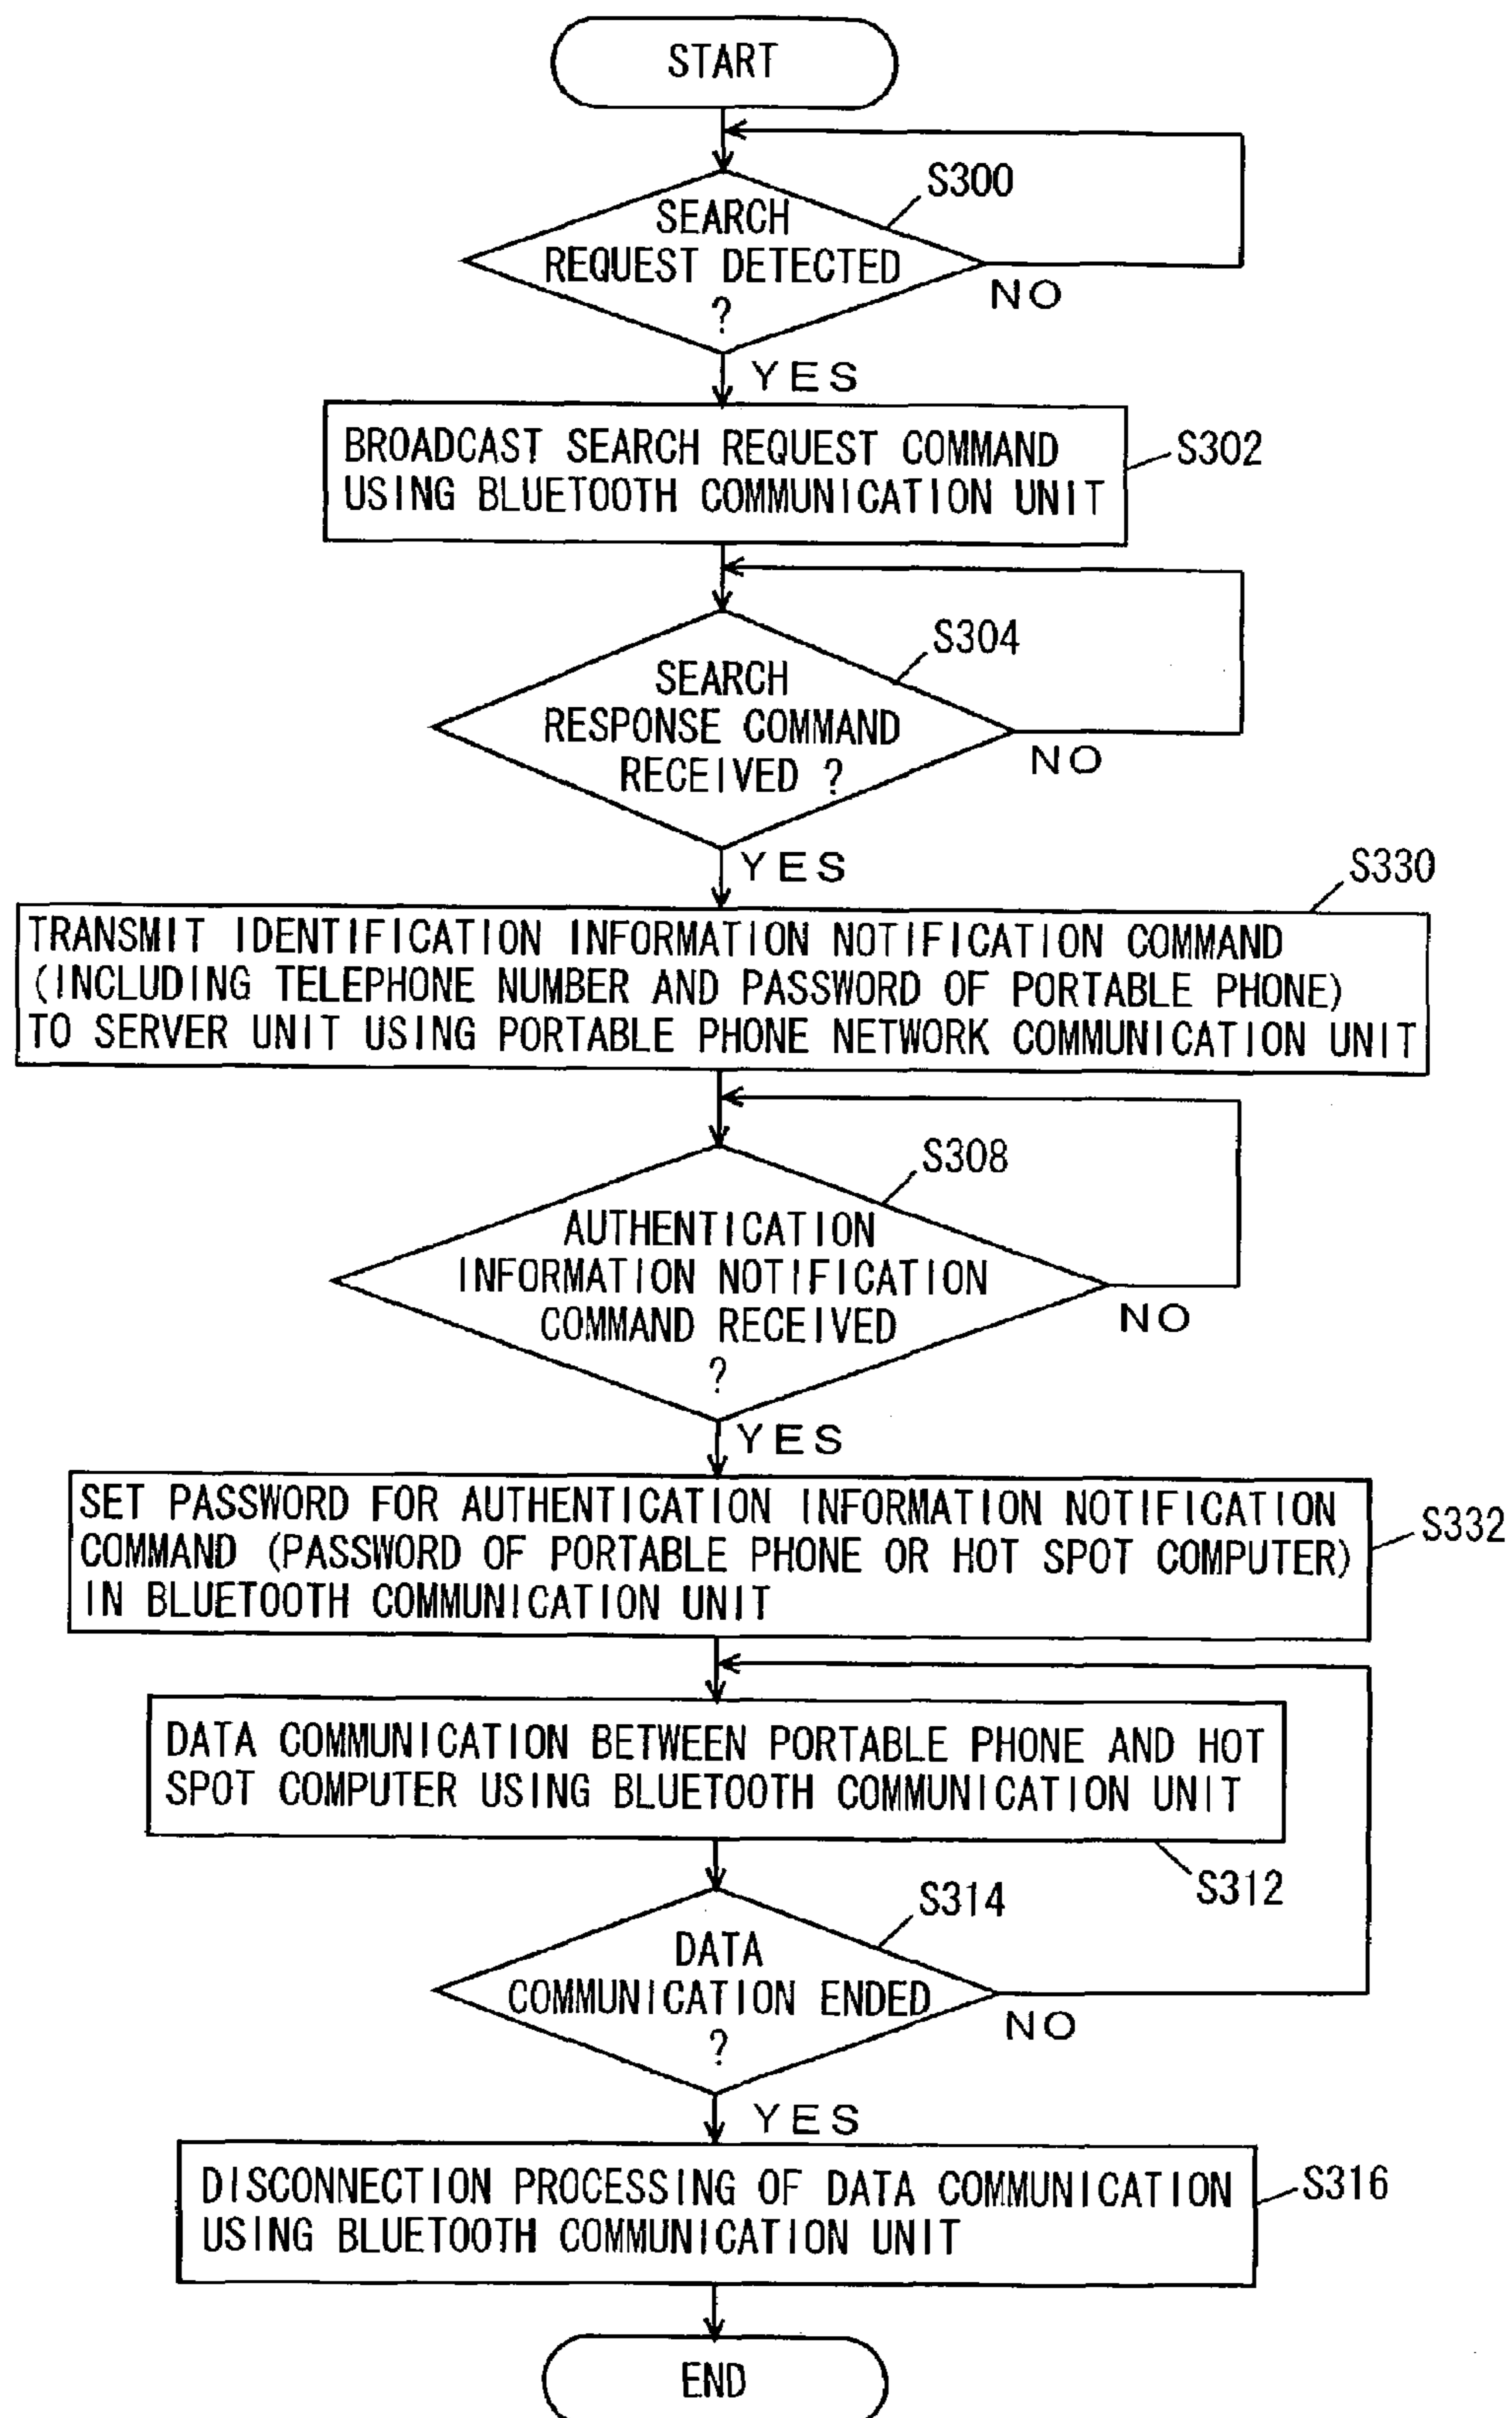 START
S300
SEARCH
REQUEST DETECTED
?
NO
YES
BROADCAST SEARCH REQUEST COMMAND
USING BLUETOOTH COMMUNICATION UNIT
S302
S304
SEARCH
RESPONSE COMMAND
RECEIVED ?
NO
YES
S330
TRANSMIT IDENTIFICATION INFORMATION NOTIFICATION COMMAND
(INCLUDING TELEPHONE NUMBER AND PASSWORD OF PORTABLE PHONE)
TO SERVER UNIT USING PORTABLE PHONE NETWORK COMMUNICATION UNIT
S308
AUTHENTICATION
INFORMATION NOTIFICATION
COMMAND RECEIVED
?
NO
YES
SET PASSWORD FOR AUTHENTICATION INFORMATION NOTIFICATION
COMMAND (PASSWORD OF PORTABLE PHONE OR HOT SPOT COMPUTER)
IN BLUETOOTH COMMUNICATION UNIT
S332
DATA COMMUNICATION BETWEEN PORTABLE PHONE AND HOT
SPOT COMPUTER USING BLUETOOTH COMMUNICATION UNIT
S312
S314
DATA
COMMUNICATION ENDED
?
NO
YES
DISCONNECTION PROCESSING OF DATA COMMUNICATION
USING BLUETOOTH COMMUNICATION UNIT
S316
END